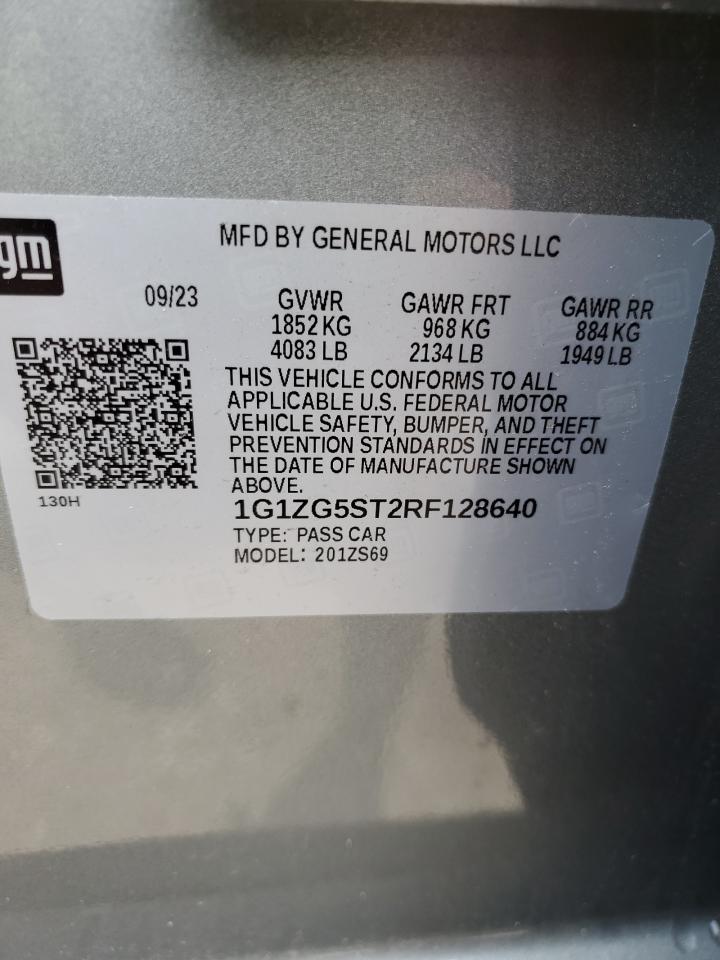 gm
MFD BY GENERAL MOTORS LLC
09/23
GVWR GAWR FRT GAWR RR
1852 KG 968 KG 884 KG
4083 LB 2134 LB 1949 LB
THIS VEHICLE CONFORMS TO ALL
APPLICABLE U.S. FEDERAL MOTOR
VEHICLE SAFETY, BUMPER, AND THEFT
PREVENTION STANDARDS IN EFFECT ON
THE DATE OF MANUFACTURE SHOWN
ABOVE.
130H
1G1ZG5ST2RF128640
TYPE: PASS CAR
MODEL: 201ZS69